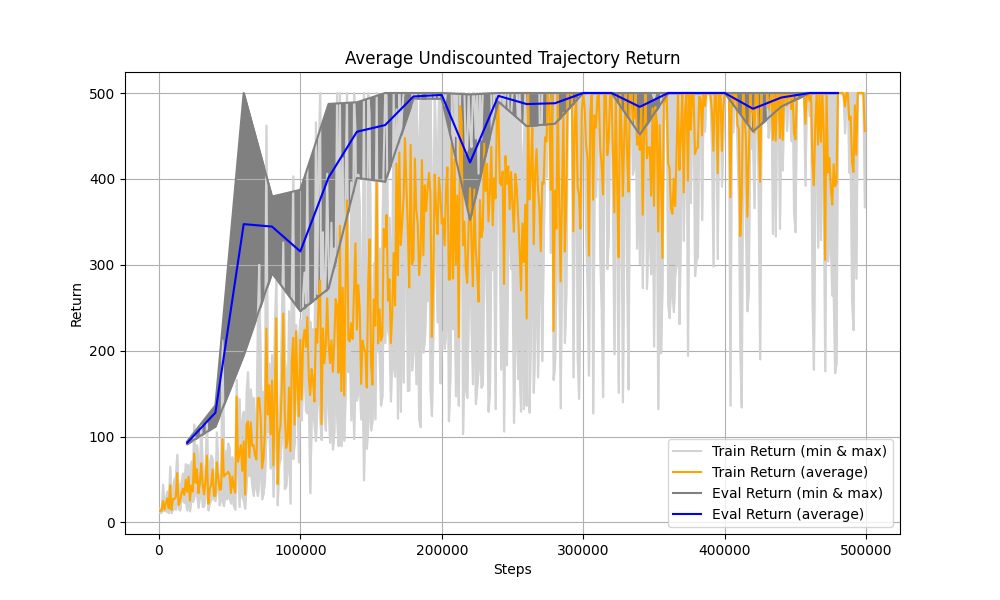 Average Undiscounted Trajectory Return
Return
500
400
300
200
100
0
0 100000 200000 300000 400000 500000
Steps
Train Return (min & max)
Train Return (average)
Eval Return (min & max)
Eval Return (average)